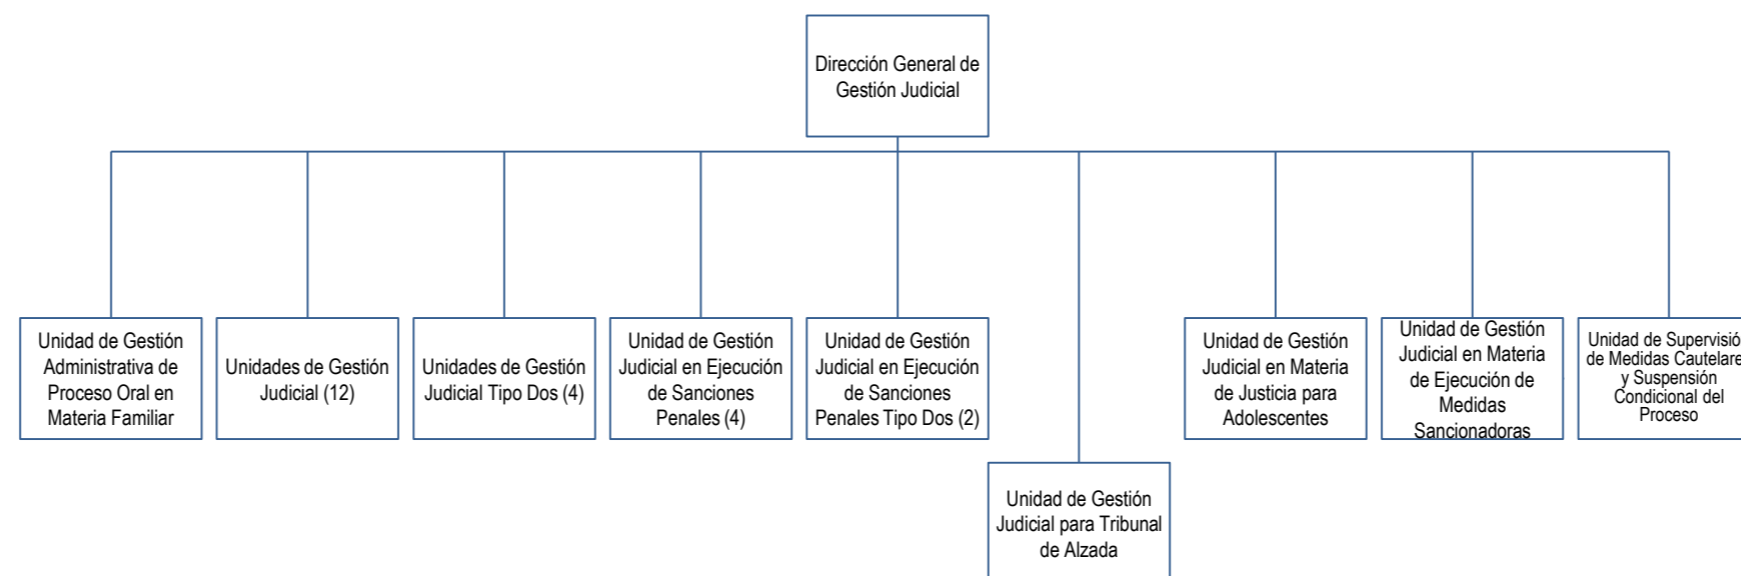 Dirección General de
Gestión Judicial
Unidad de Gestión
Administrativa de
Proceso Oral en
Materia Familiar
Unidades de Gestión
Judicial (12)
Unidades de Gestión
Judicial Tipo Dos (4)
Unidad de Gestión
Judicial en Ejecución
de Sanciones
Penales (4)
Unidad de Gestión
Judicial en Ejecución
de Sanciones
Penales Tipo Dos (2)
Unidad de Gestión
Judicial para Tribunal
de Alzada
Unidad de Gestión
Judicial en Materia
de Justicia para
Adolescentes
Unidad de Gestión
Judicial en Materia
de Ejecución de
Medidas
Sancionadoras
Unidad de Supervisió
de Medidas Cautelare
y Suspensión
Condicional del
Proceso